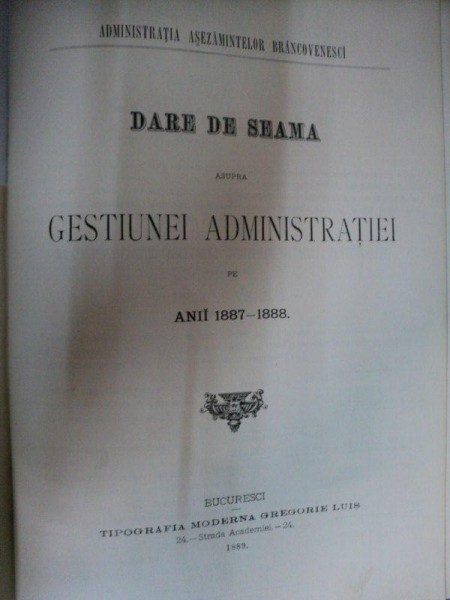 ADMINISTRAȚIA AȘEZĂMINTELOR BRÂNCOVENESCI
DARE DE SEAMA
ASUPRA
GESTIUNEI ADMINISTRAȚIEI
PE
ANIĬ 1887–1888.
BUCURESCI
TIPOGRAFIA MODERNA GREGORIE LUIS
24.—Strada Academiei.—24.
1889.